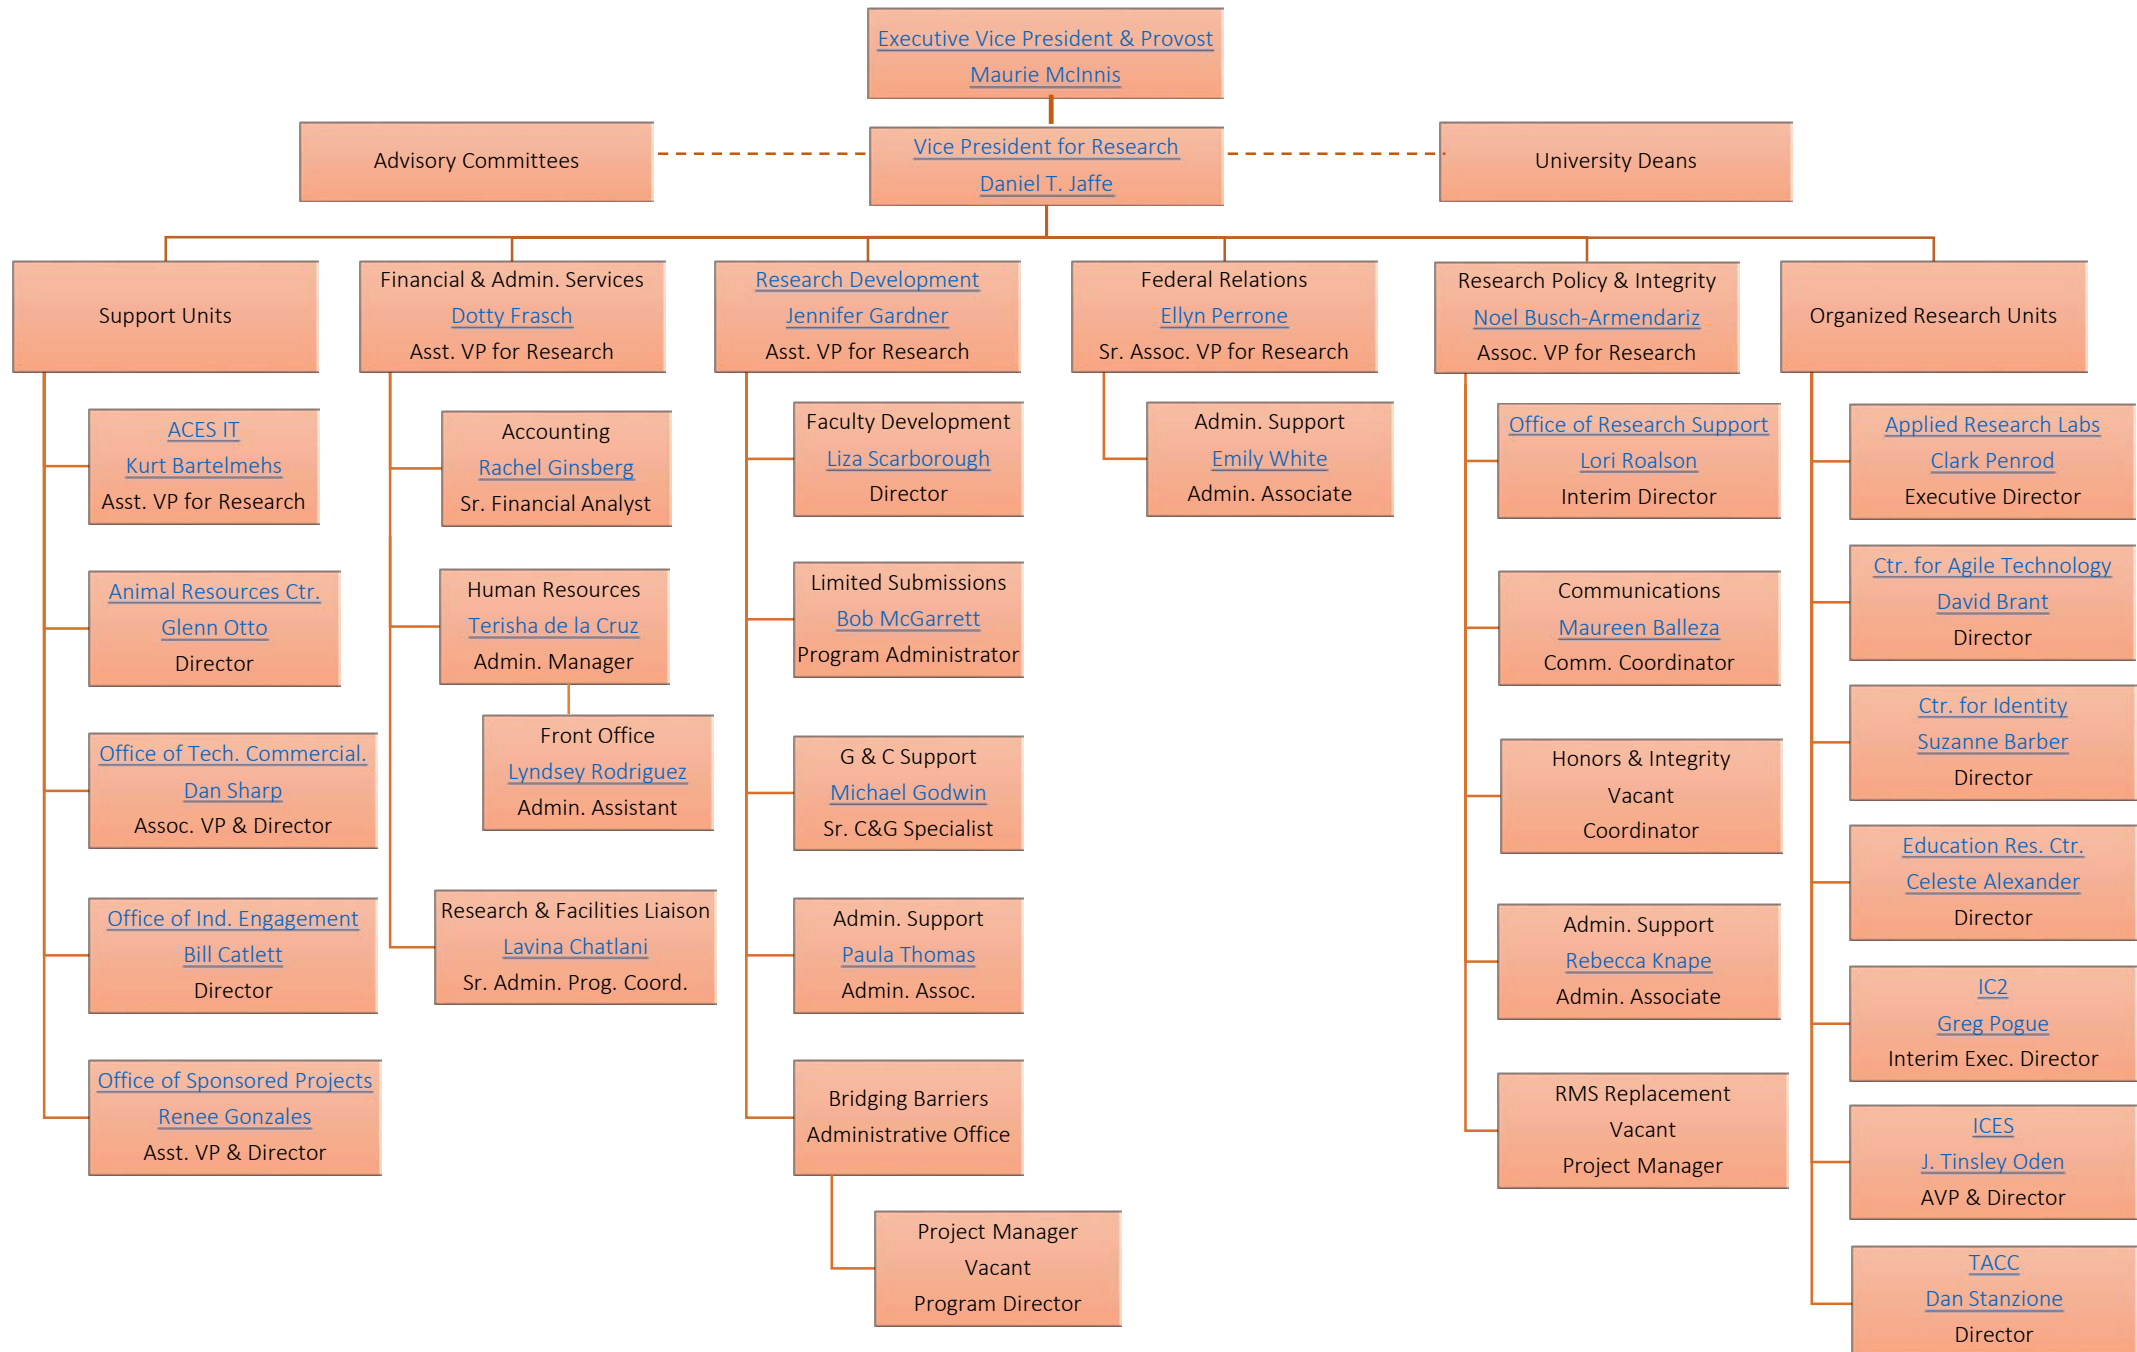 Executive Vice President & Provost
Maurie McInnis
Advisory Committees
Vice President for Research
Daniel T. Jaffe
University Deans
Support Units
Financial & Admin. Services
Dotty Frasch
Asst. VP for Research
Research Development
Jennifer Gardner
Asst. VP for Research
Federal Relations
Ellyn Perrone
Sr. Assoc. VP for Research
Research Policy & Integrity
Noel Busch-Armendariz
Assoc. VP for Research
Organized Research Units
ACES IT
Kurt Bartelmehs
Asst. VP for Research
Animal Resources Ctr.
Glenn Otto
Director
Office of Tech. Commercial.
Dan Sharp
Assoc. VP & Director
Office of Ind. Engagement
Bill Catlett
Director
Office of Sponsored Projects
Renee Gonzales
Asst. VP & Director
Accounting
Rachel Ginsberg
Sr. Financial Analyst
Human Resources
Terisha de la Cruz
Admin. Manager
Front Office
Lyndsey Rodriguez
Admin. Assistant
Research & Facilities Liaison
Lavina Chatlani
Sr. Admin. Prog. Coord.
Faculty Development
Liza Scarborough
Director
Limited Submissions
Bob McGarrett
Program Administrator
G & C Support
Michael Godwin
Sr. C&G Specialist
Admin. Support
Paula Thomas
Admin. Assoc.
Bridging Barriers
Administrative Office
Project Manager
Vacant
Program Director
Admin. Support
Emily White
Admin. Associate
Office of Research Support
Lori Roalson
Interim Director
Communications
Maureen Balleza
Comm. Coordinator
Honors & Integrity
Vacant
Coordinator
Admin. Support
Rebecca Knape
Admin. Associate
RMS Replacement
Vacant
Project Manager
Applied Research Labs
Clark Penrod
Executive Director
Ctr. for Agile Technology
David Brant
Director
Ctr. for Identity
Suzanne Barber
Director
Education Res. Ctr.
Celeste Alexander
Director
IC2
Greg Pogue
Interim Exec. Director
ICES
J. Tinsley Oden
AVP & Director
TACC
Dan Stanzione
Director